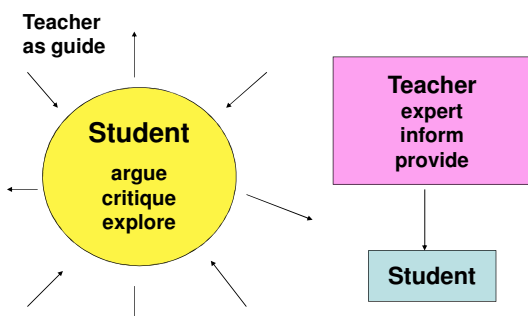 Teacher
as guide
Student
argue
critique
explore
Teacher
expert
inform
provide
Student